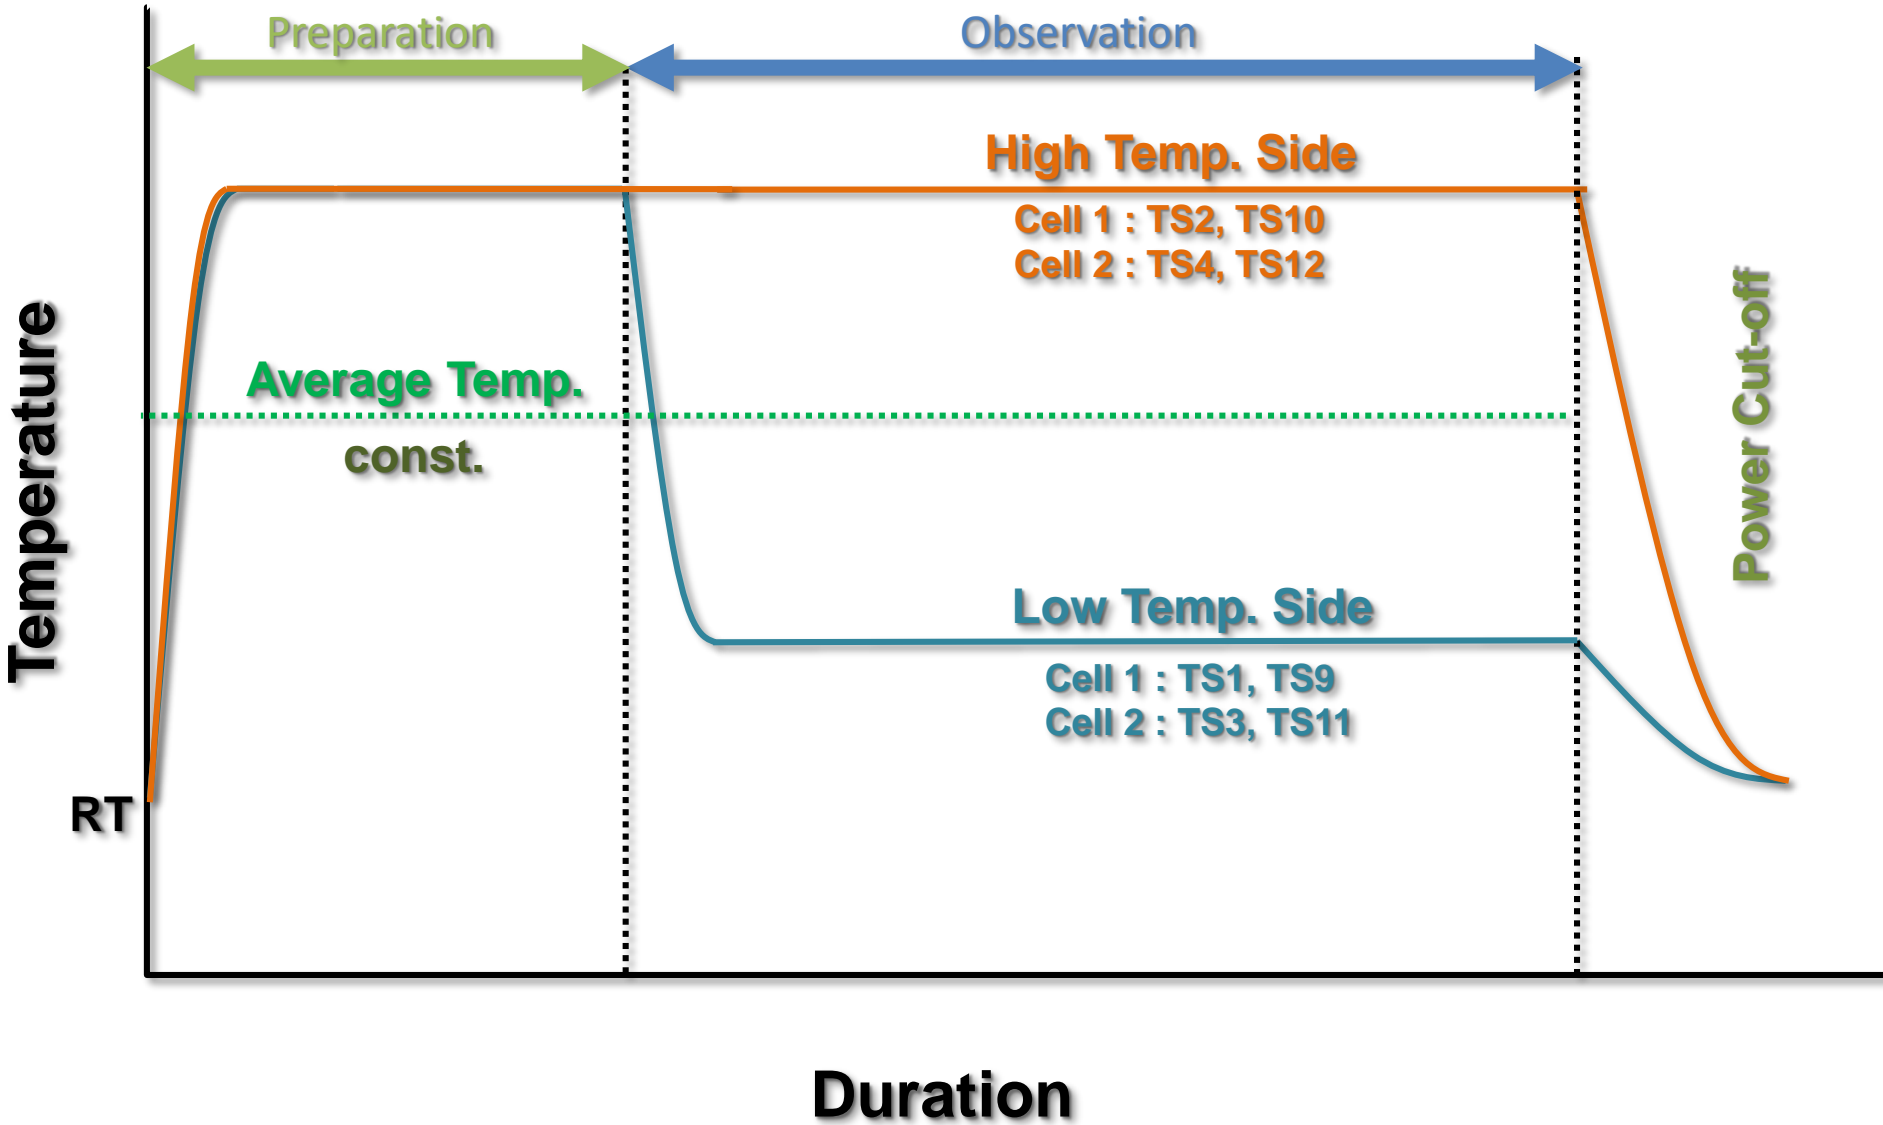 Preparation
Observation
High Temp. Side
Cell 1 : TS2, TS10
Cell 2 : TS4, TS12
Average Temp.
const.
Low Temp. Side
Cell 1 : TS1, TS9
Cell 2 : TS3, TS11
Power Cut-off
Temperature
RT
Duration